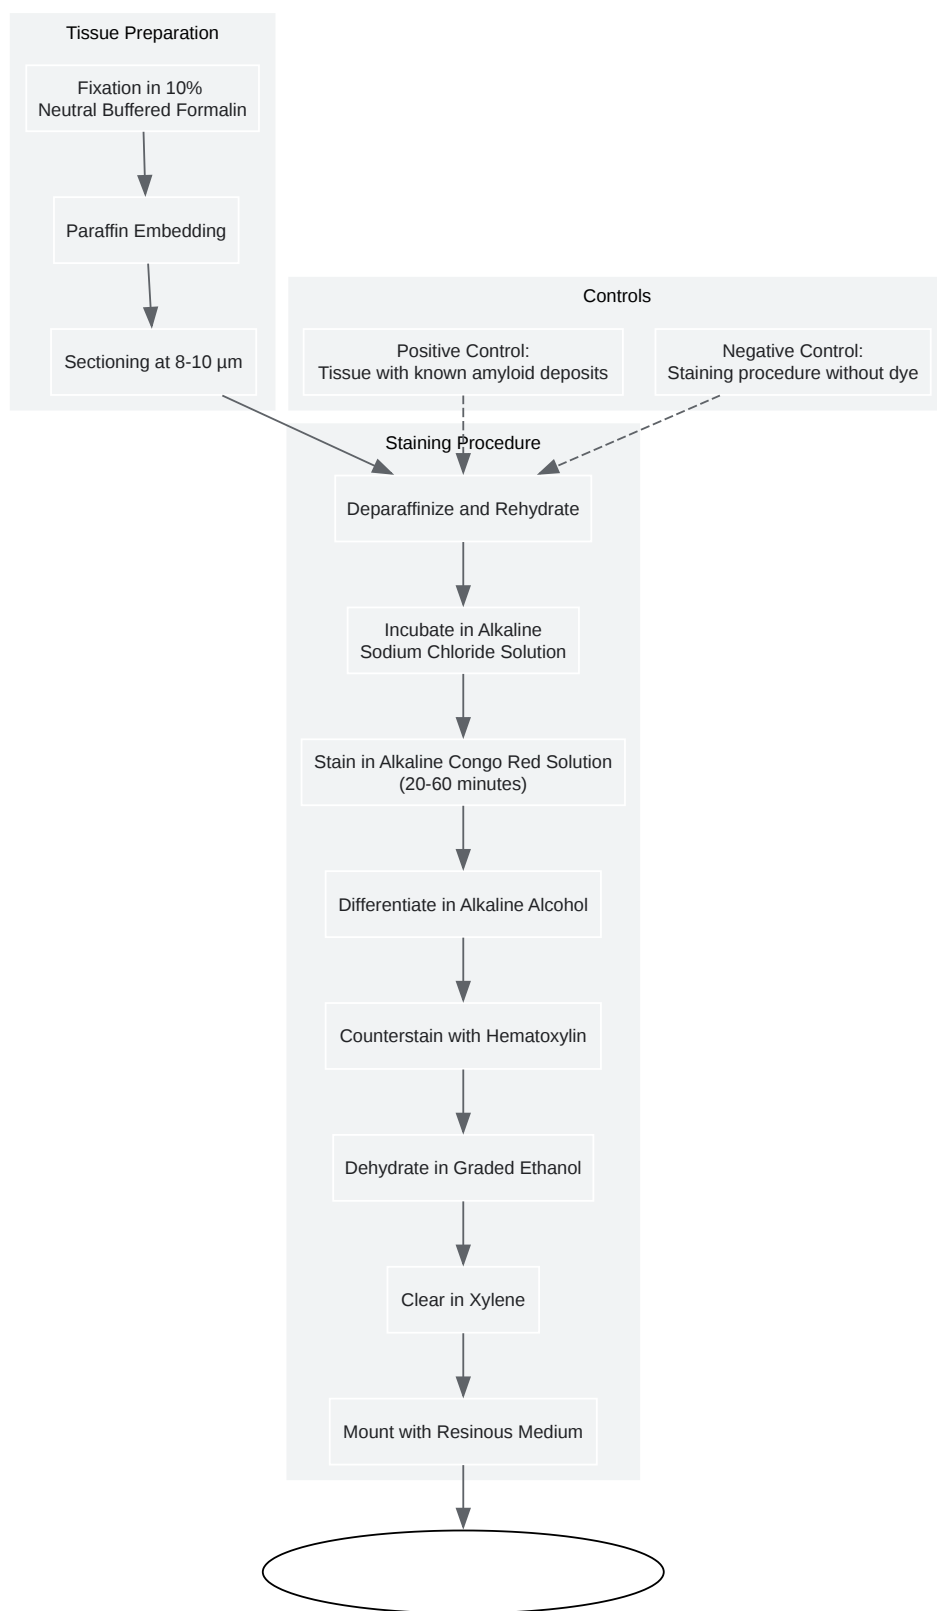 Tissue Preparation
Fixation in 10%
Neutral Buffered Formalin
Paraffin Embedding
Sectioning at 8-10 µm
Controls
Positive Control:
Tissue with known amyloid deposits
Negative Control:
Staining procedure without dye
Staining Procedure
Deparaffinize and Rehydrate
Incubate in Alkaline
Sodium Chloride Solution
Stain in Alkaline Congo Red Solution
(20-60 minutes)
Differentiate in Alkaline Alcohol
Counterstain with Hematoxylin
Dehydrate in Graded Ethanol
Clear in Xylene
Mount with Resinous Medium